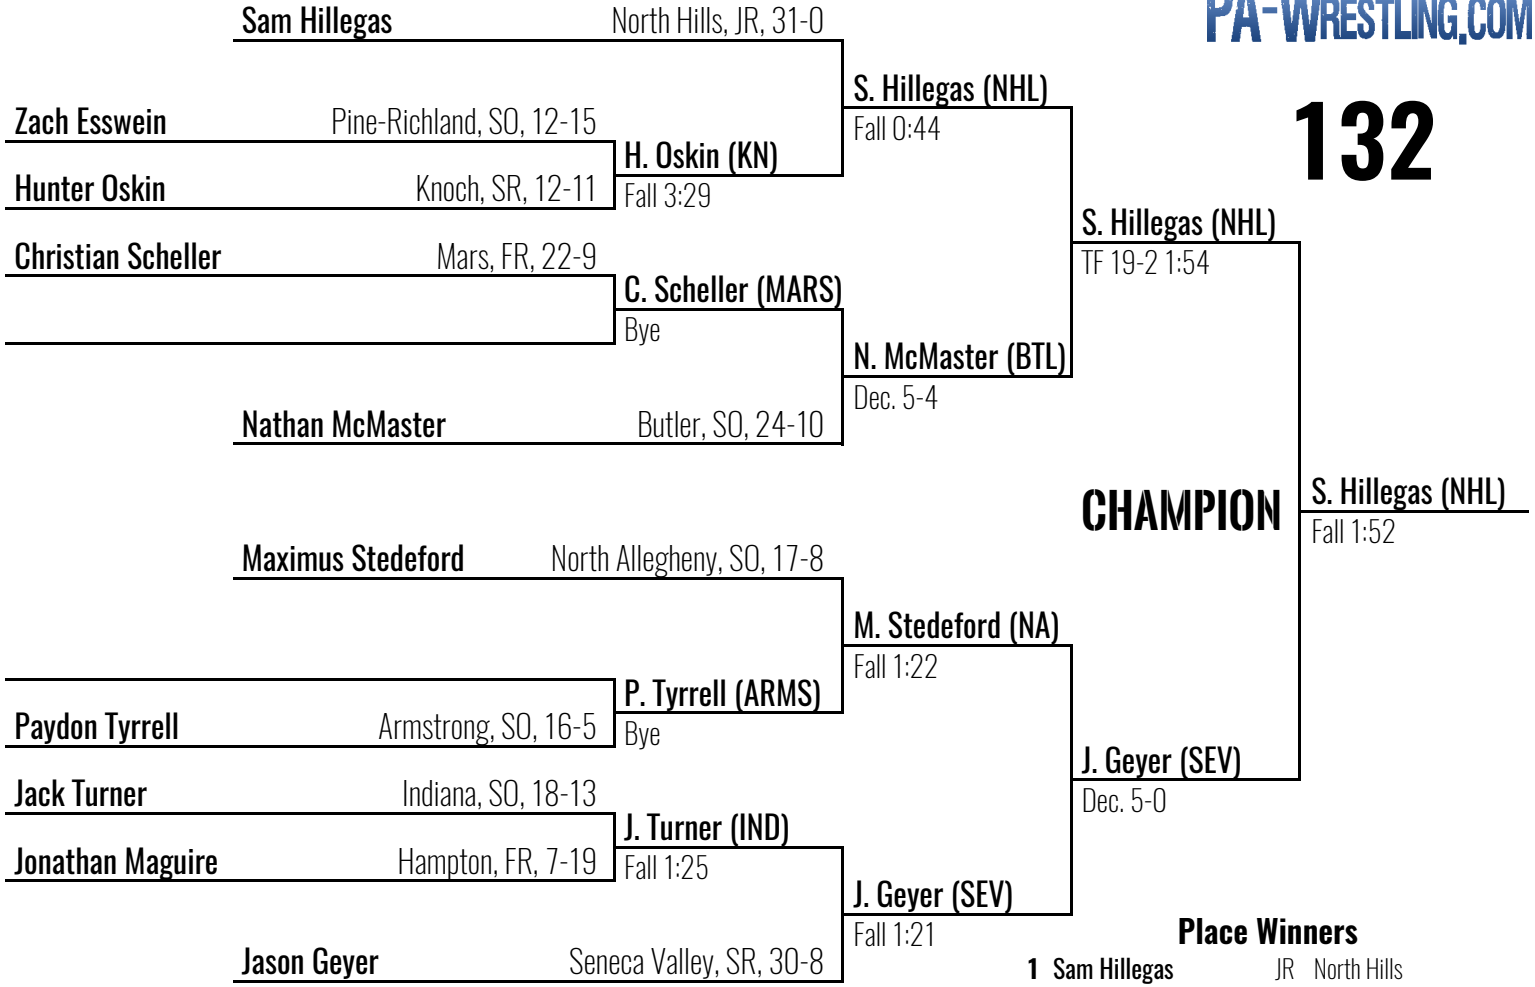 PA-WRESTLING.COM
132
Sam Hillegas North Hills, JR, 31-0
S. Hillegas (NHL)
Fall 0:44
Zach Esswein Pine-Richland, SO, 12-15
H. Oskin (KN)
Fall 3:29
Hunter Oskin Knoch, SR, 12-11
S. Hillegas (NHL)
TF 19-2 1:54
Christian Scheller Mars, FR, 22-9
C. Scheller (MARS)
Bye
N. McMaster (BTL)
Dec. 5-4
Nathan McMaster Butler, SO, 24-10
CHAMPION
S. Hillegas (NHL)
Fall 1:52
Maximus Stedeford North Allegheny, SO, 17-8
M. Stedeford (NA)
Fall 1:22
P. Tyrrell (ARMS)
Bye
Paydon Tyrrell Armstrong, SO, 16-5
J. Geyer (SEV)
Dec. 5-0
Jack Turner Indiana, SO, 18-13
J. Turner (IND)
Fall 1:25
Jonathan Maguire Hampton, FR, 7-19
J. Geyer (SEV)
Fall 1:21
Jason Geyer Seneca Valley, SR, 30-8
Place Winners
1 Sam Hillegas JR North Hills